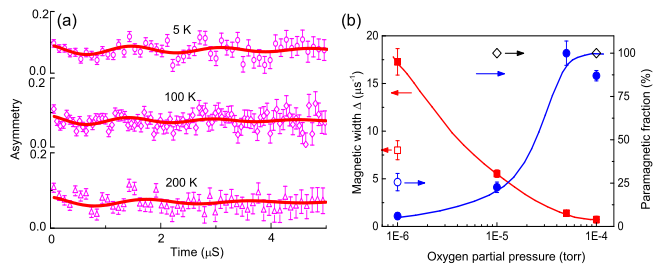 (a)
5 K
0.2
0.0
100 K
0.2
0.0
200 K
0.2
0.0
Asymmetry
0 2 4
Time (μS)
(b)
Magnetic width Δ (μs⁻¹)
0 5 10 15 20
1E-6 1E-5 1E-4
Oxygen partial pressure (torr)
0 25 50 75 100
Paramagnetic fraction (%)